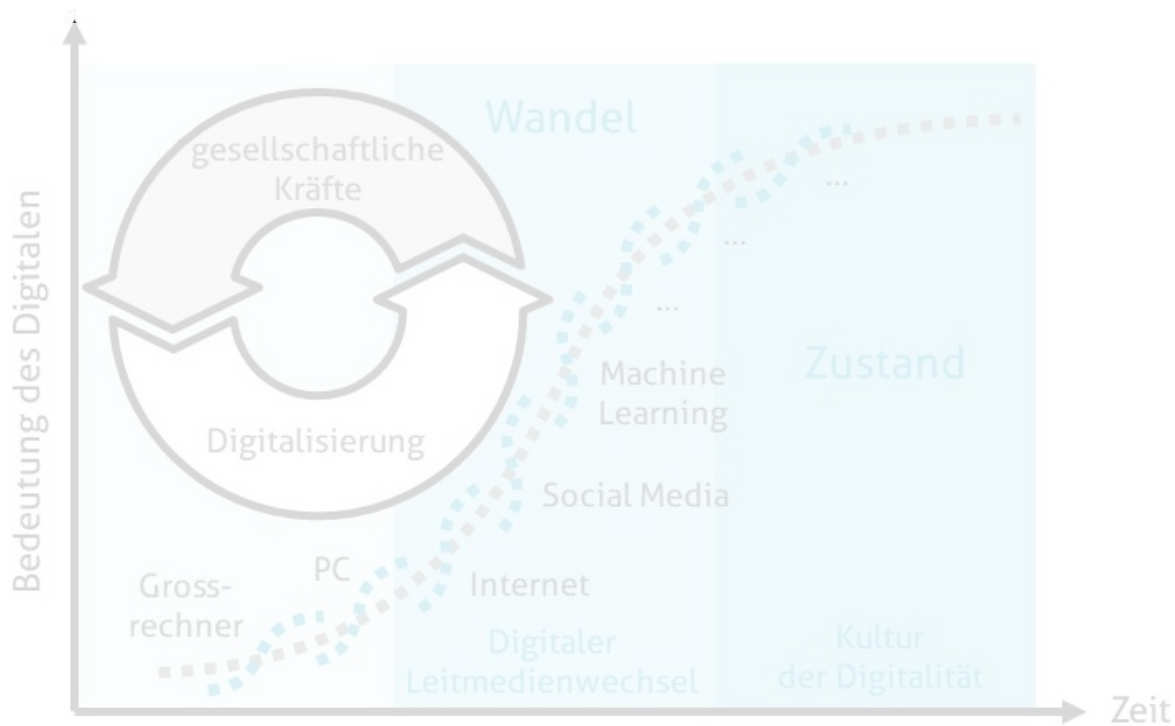 Bedeutung des Digitalen
gesellschaftliche
Kräfte
Digitalisierung
Wandel
Zustand
...
...
...
Machine
Learning
Social Media
Internet
PC
Gross-
rechner
Digitaler
Leitmedienwechsel
Kultur
der Digitalität
Zeit